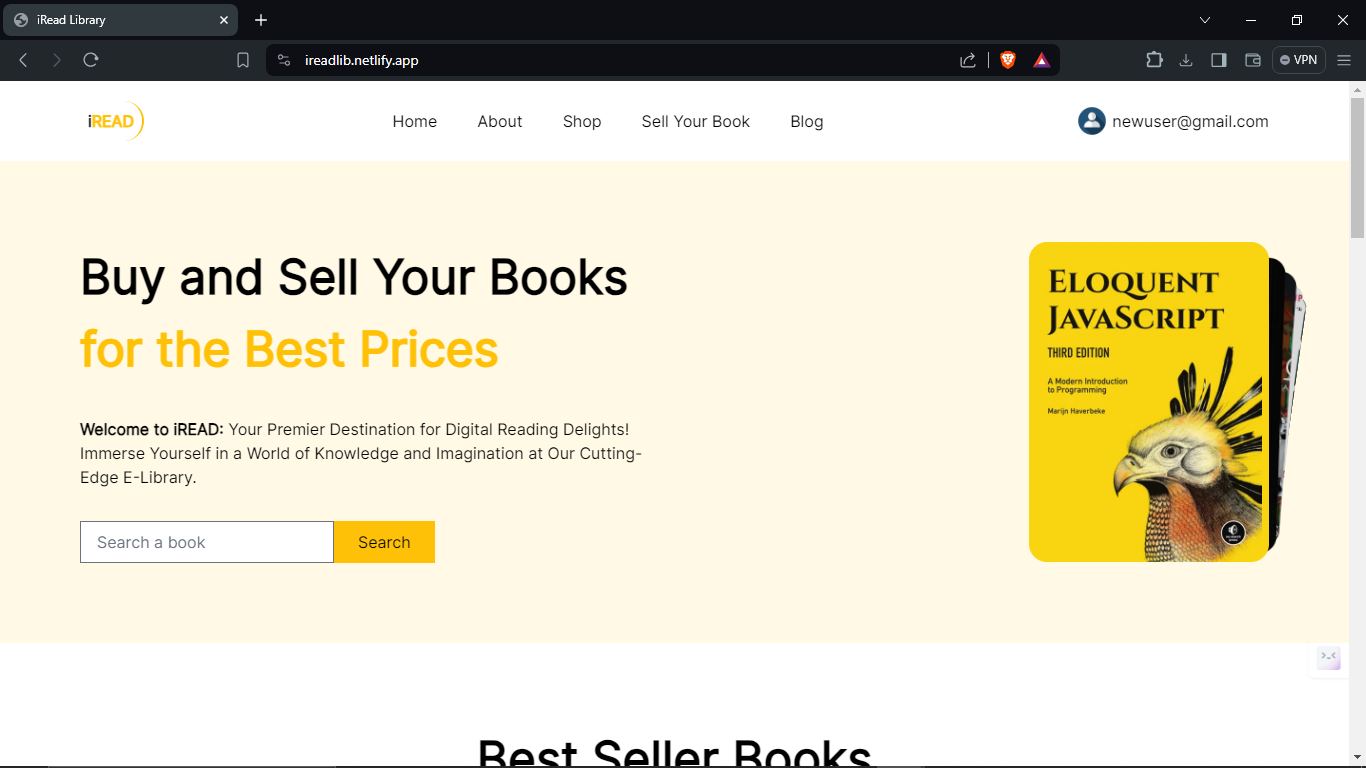 iRead Library
ireadlib.netlify.app
VPN
iREAD
Home
About
Shop
Sell Your Book
Blog
newuser@gmail.com
Buy and Sell Your Books
for the Best Prices
Welcome to iREAD: Your Premier Destination for Digital Reading Delights!
Immerse Yourself in a World of Knowledge and Imagination at Our Cutting-
Edge E-Library.
Search a book
Search
ELOQUENT
JAVASCRIPT
THIRD EDITION
A Modern Introduction
to Programming
Marijn Haverbeke
Best Seller Books